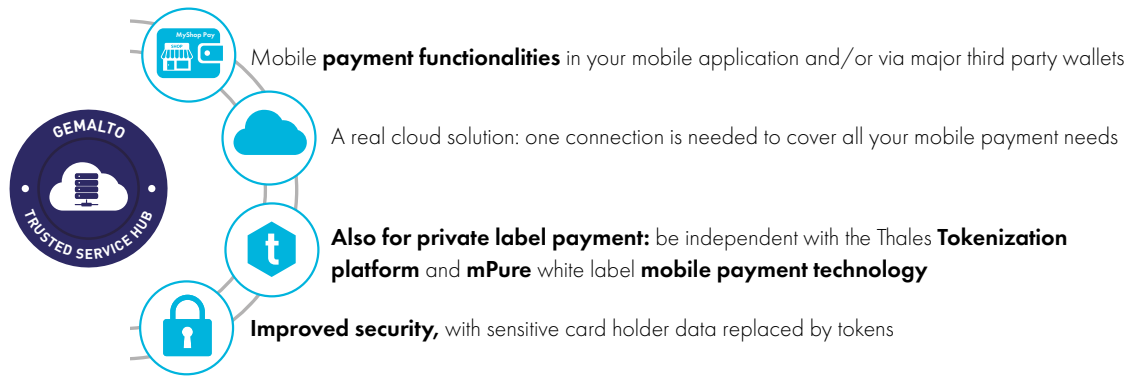 MyShop Pay
SHOP
Mobile payment functionalities in your mobile application and/or via major third party wallets
GEMALTO
TRUSTED SERVICE HUB
A real cloud solution: one connection is needed to cover all your mobile payment needs
t
Also for private label payment: be independent with the Thales Tokenization
platform and mPure white label mobile payment technology
Improved security, with sensitive card holder data replaced by tokens